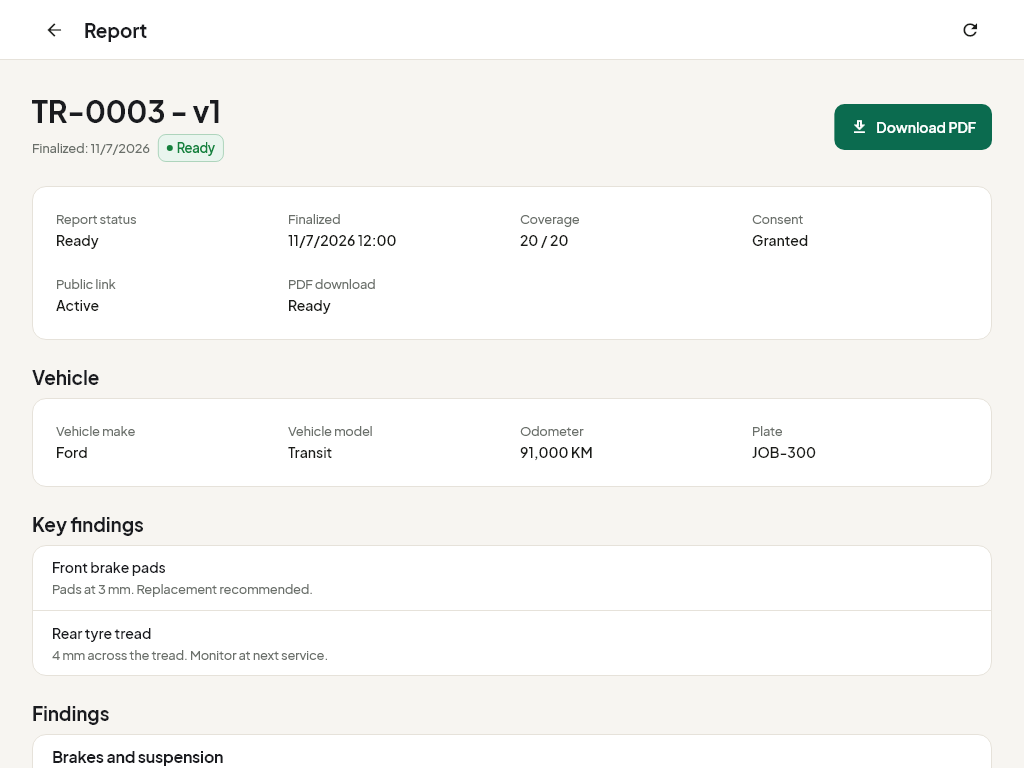 Report
TR-0003 – v1
Finalized: 11/7/2026
Ready
Download PDF
Report status
Ready
Finalized
11/7/2026 12:00
Coverage
20 / 20
Consent
Granted
Public link
Active
PDF download
Ready
Vehicle
Vehicle make
Ford
Vehicle model
Transit
Odometer
91,000 KM
Plate
JOB-300
Key findings
Front brake pads
Pads at 3 mm. Replacement recommended.
Rear tyre tread
4 mm across the tread. Monitor at next service.
Findings
Brakes and suspension